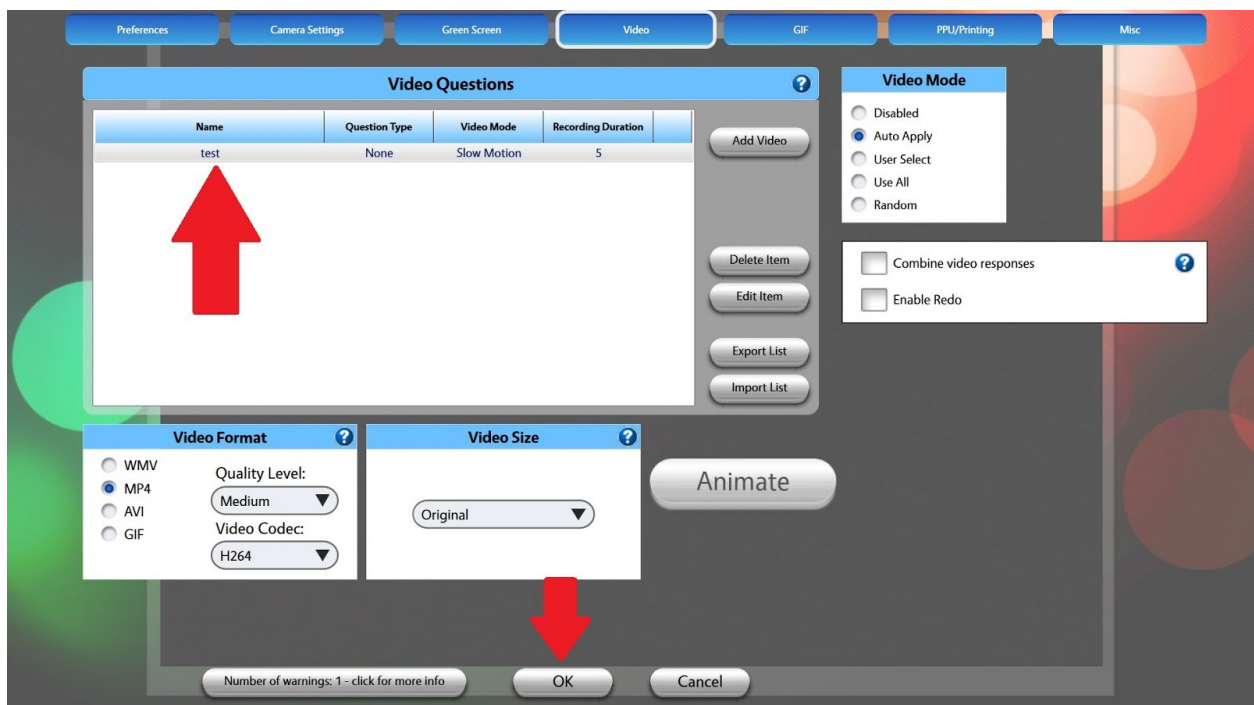 Preferences
Camera Settings
Green Screen
Video
GIF
PPU/Printing
Misc
Video Questions ?
Name Question Type Video Mode Recording Duration
test None Slow Motion 5
Add Video
Delete Item
Edit Item
Export List
Import List
Video Mode
Disabled
Auto Apply
User Select
Use All
Random
Combine video responses ?
Enable Redo
Video Format ?
WMV
MP4
AVI
GIF
Quality Level:
Medium
Video Codec:
H264
Video Size ?
Original
Animate
Number of warnings: 1 - click for more info
OK
Cancel